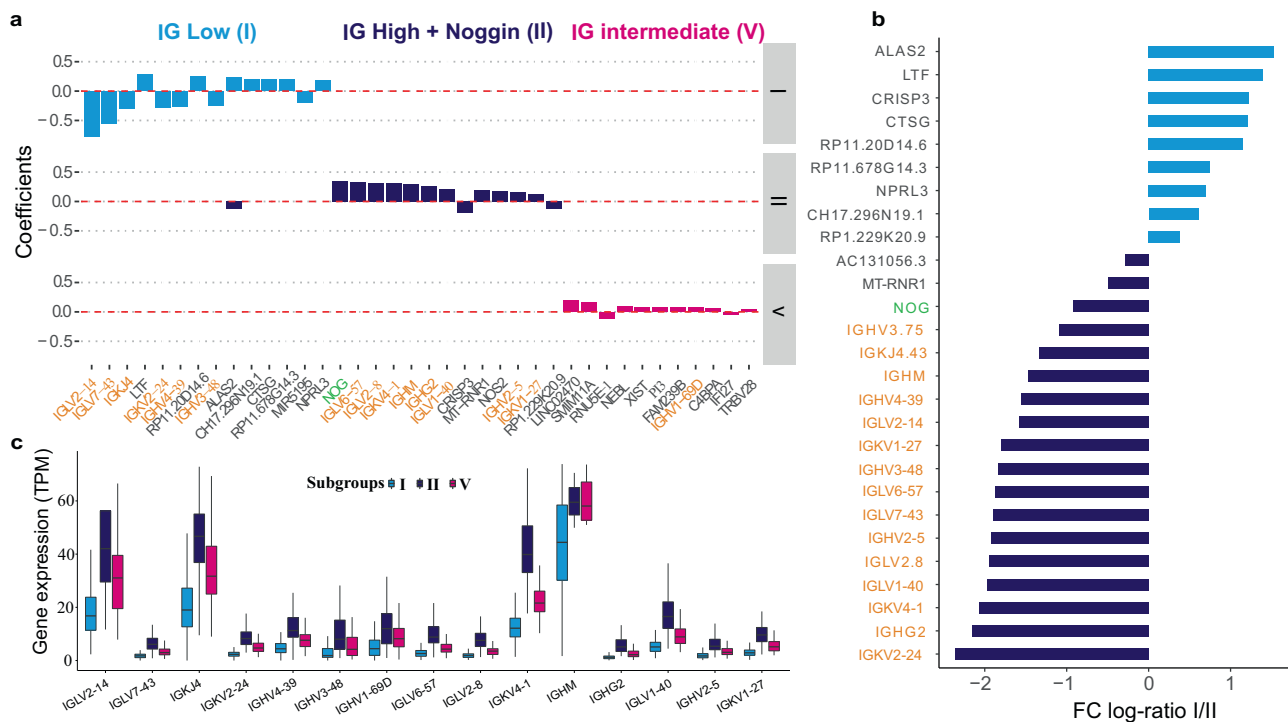 a
IG Low (I)
IG High + Noggin (II)
IG intermediate (V)
Coefficients
0.5
0.0
−0.5
I
0.5
0.0
−0.5
II
0.5
0.0
−0.5
V
IGLV2−14
IGLV7−43
IGKJ4
LTF
IGKV2−24
IGHV4−39
RP11.20D14.6
IGHV3−48
ALAS2
CH17.296N19.1
CTSG
RP11.678G14.3
MIR5195
NPRL3
NOG
IGLV6−57
IGLV2−8
IGKV4−1
IGHM
IGHG2
IGLV1−40
CRISP3
MT−RNR1
NOS2
IGHV2−5
IGKV1−27
RP1.229K20.9
LINC02470
SMIM11A
RNU5E−1
NEBL
XIST
PI3
FAM239B
IGHV1−69D
C4BPA
IFI27
TRBV28
b
ALAS2
LTF
CRISP3
CTSG
RP11.20D14.6
RP11.678G14.3
NPRL3
CH17.296N19.1
RP1.229K20.9
AC131056.3
MT-RNR1
NOG
IGHV3.75
IGKJ4.43
IGHM
IGHV4-39
IGLV2-14
IGKV1-27
IGHV3-48
IGLV6-57
IGLV7-43
IGHV2-5
IGLV2.8
IGLV1-40
IGKV4-1
IGHG2
IGKV2-24
−2 −1 0 1
FC log-ratio I/II
c
Subgroups I II V
Gene expression (TPM)
60
40
20
0
IGLV2-14
IGLV7-43
IGKJ4
IGKV2-24
IGHV4-39
IGHV3-48
IGHV1-69D
IGLV6-57
IGLV2-8
IGKV4-1
IGHM
IGHG2
IGLV1-40
IGHV2-5
IGKV1-27